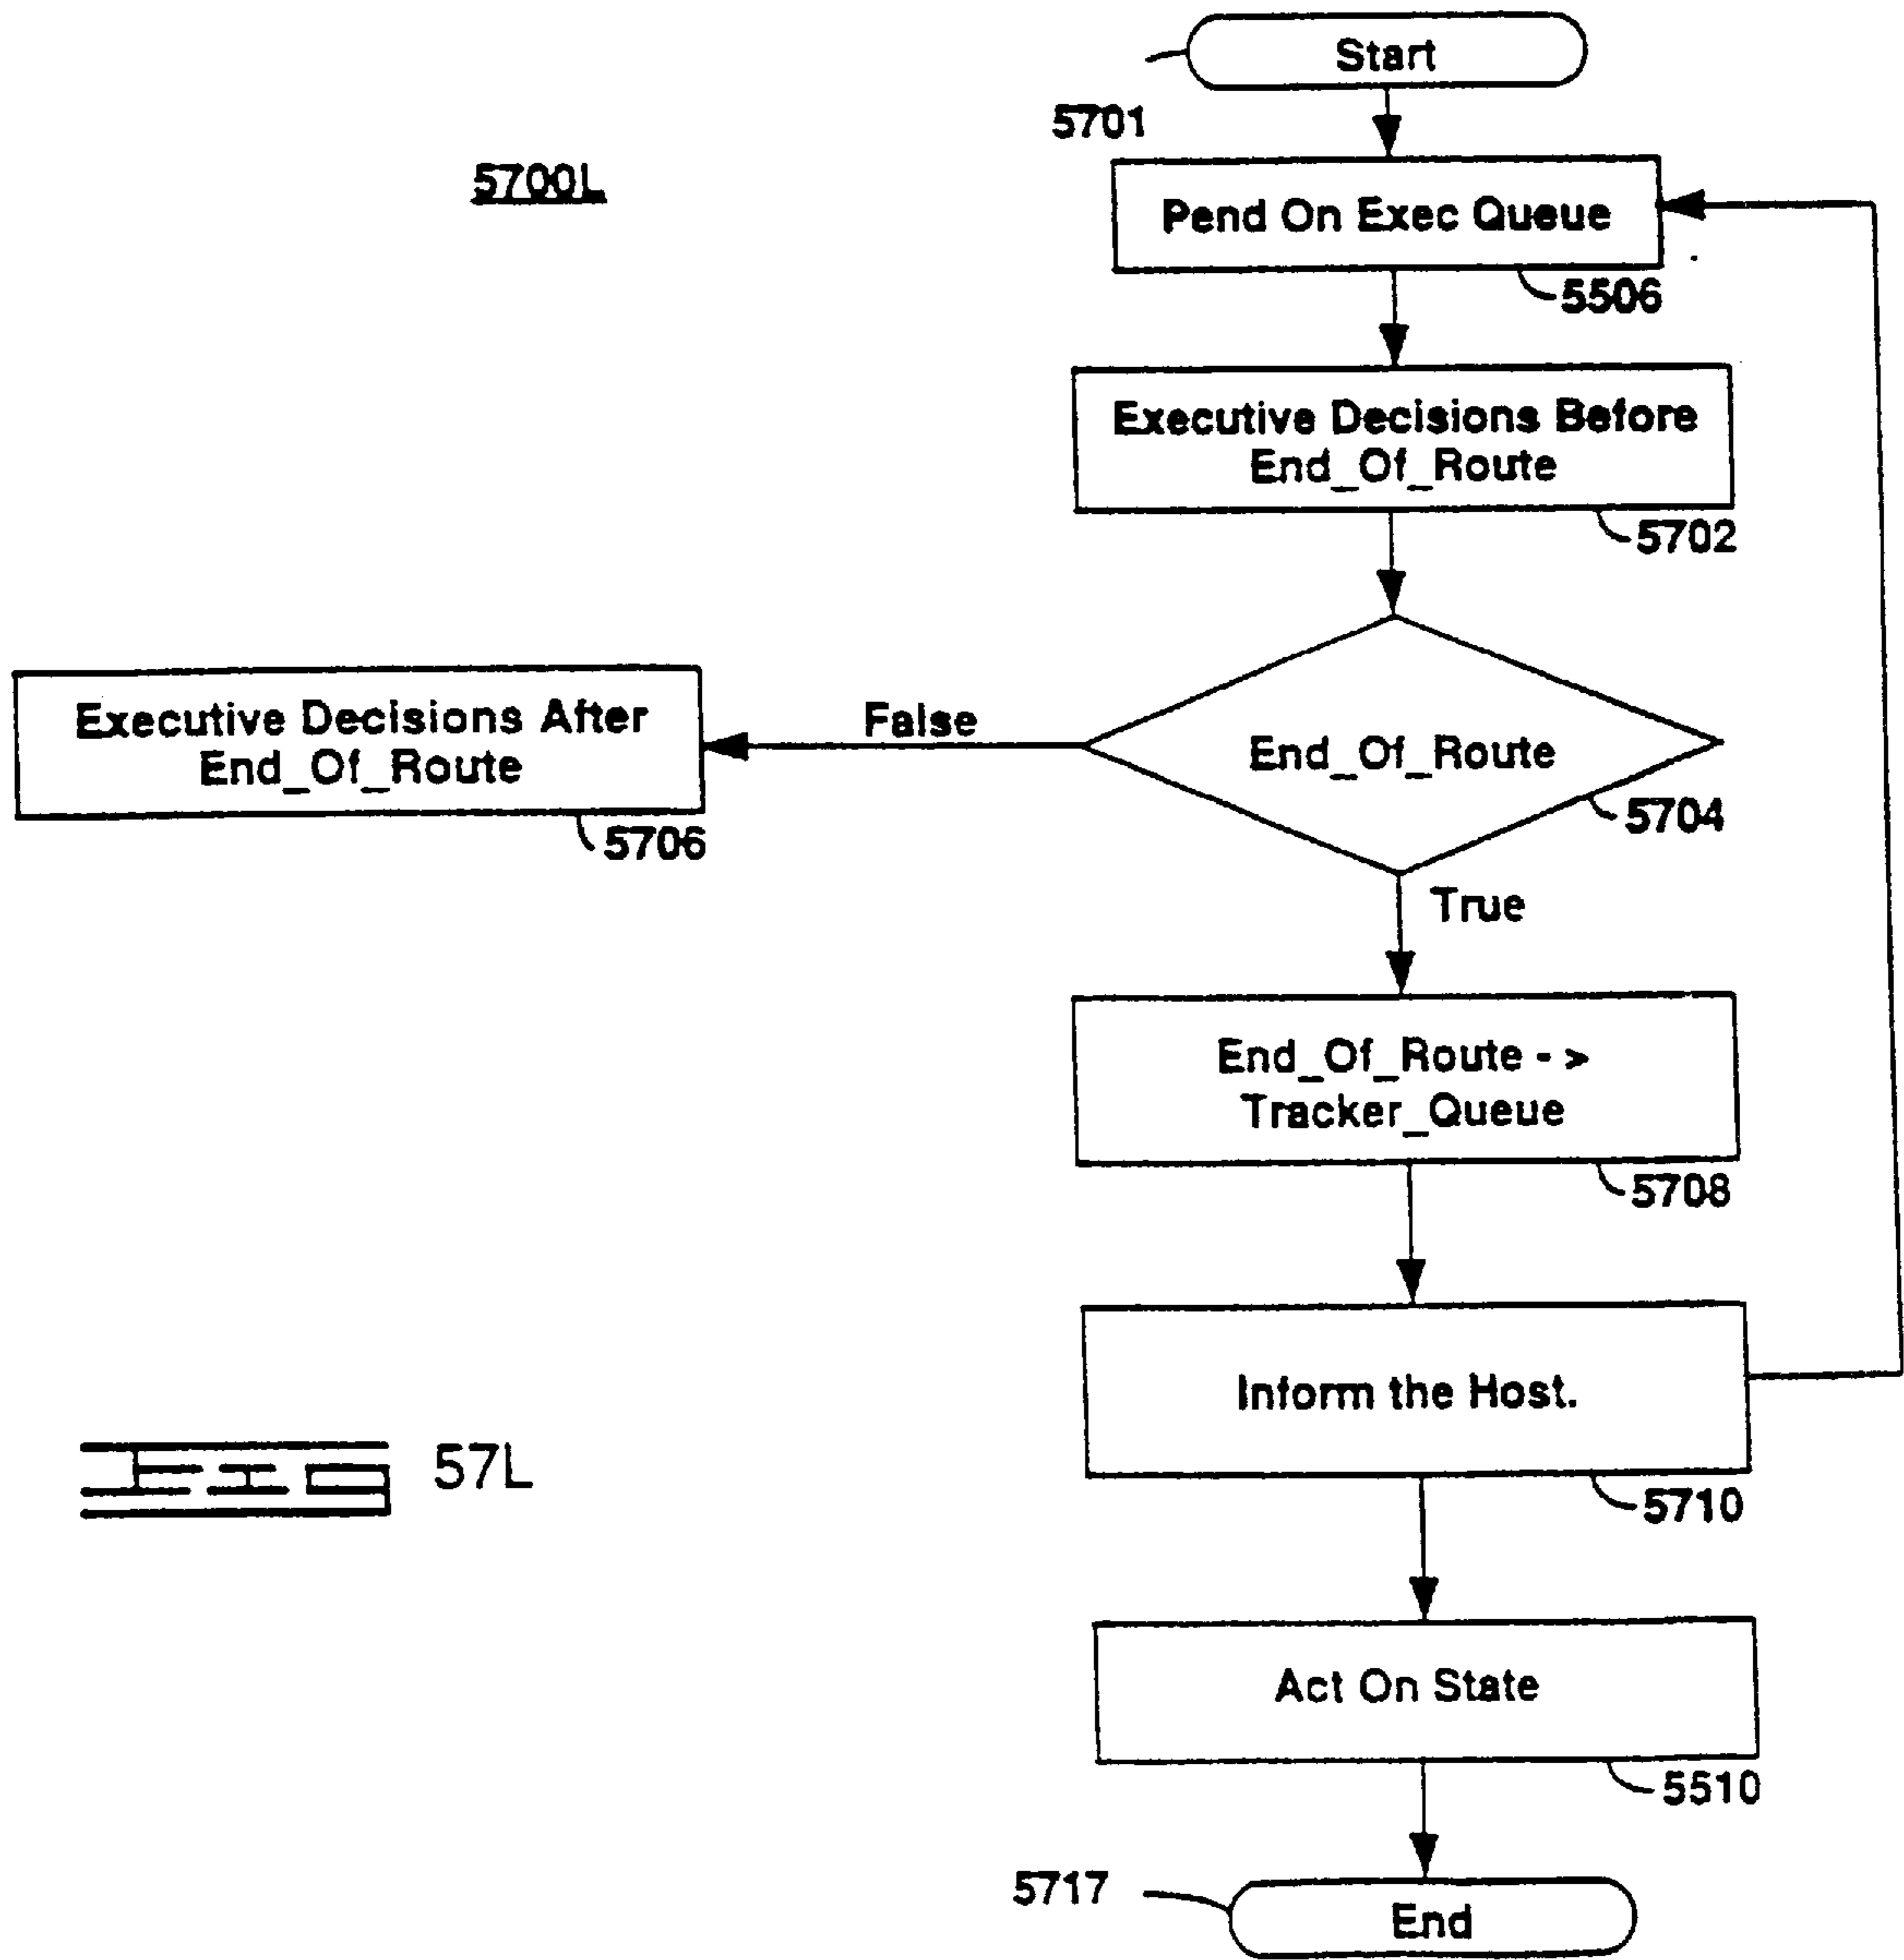 Start
5701
5700L
Pend On Exec Queue
5506
Executive Decisions Before
End_Of_Route
5702
End_Of_Route
5704
False
Executive Decisions After
End_Of_Route
5706
True
End_Of_Route - >
Tracker_Queue
5708
Inform the Host.
5710
FIG 57L
Act On State
5510
5717
End